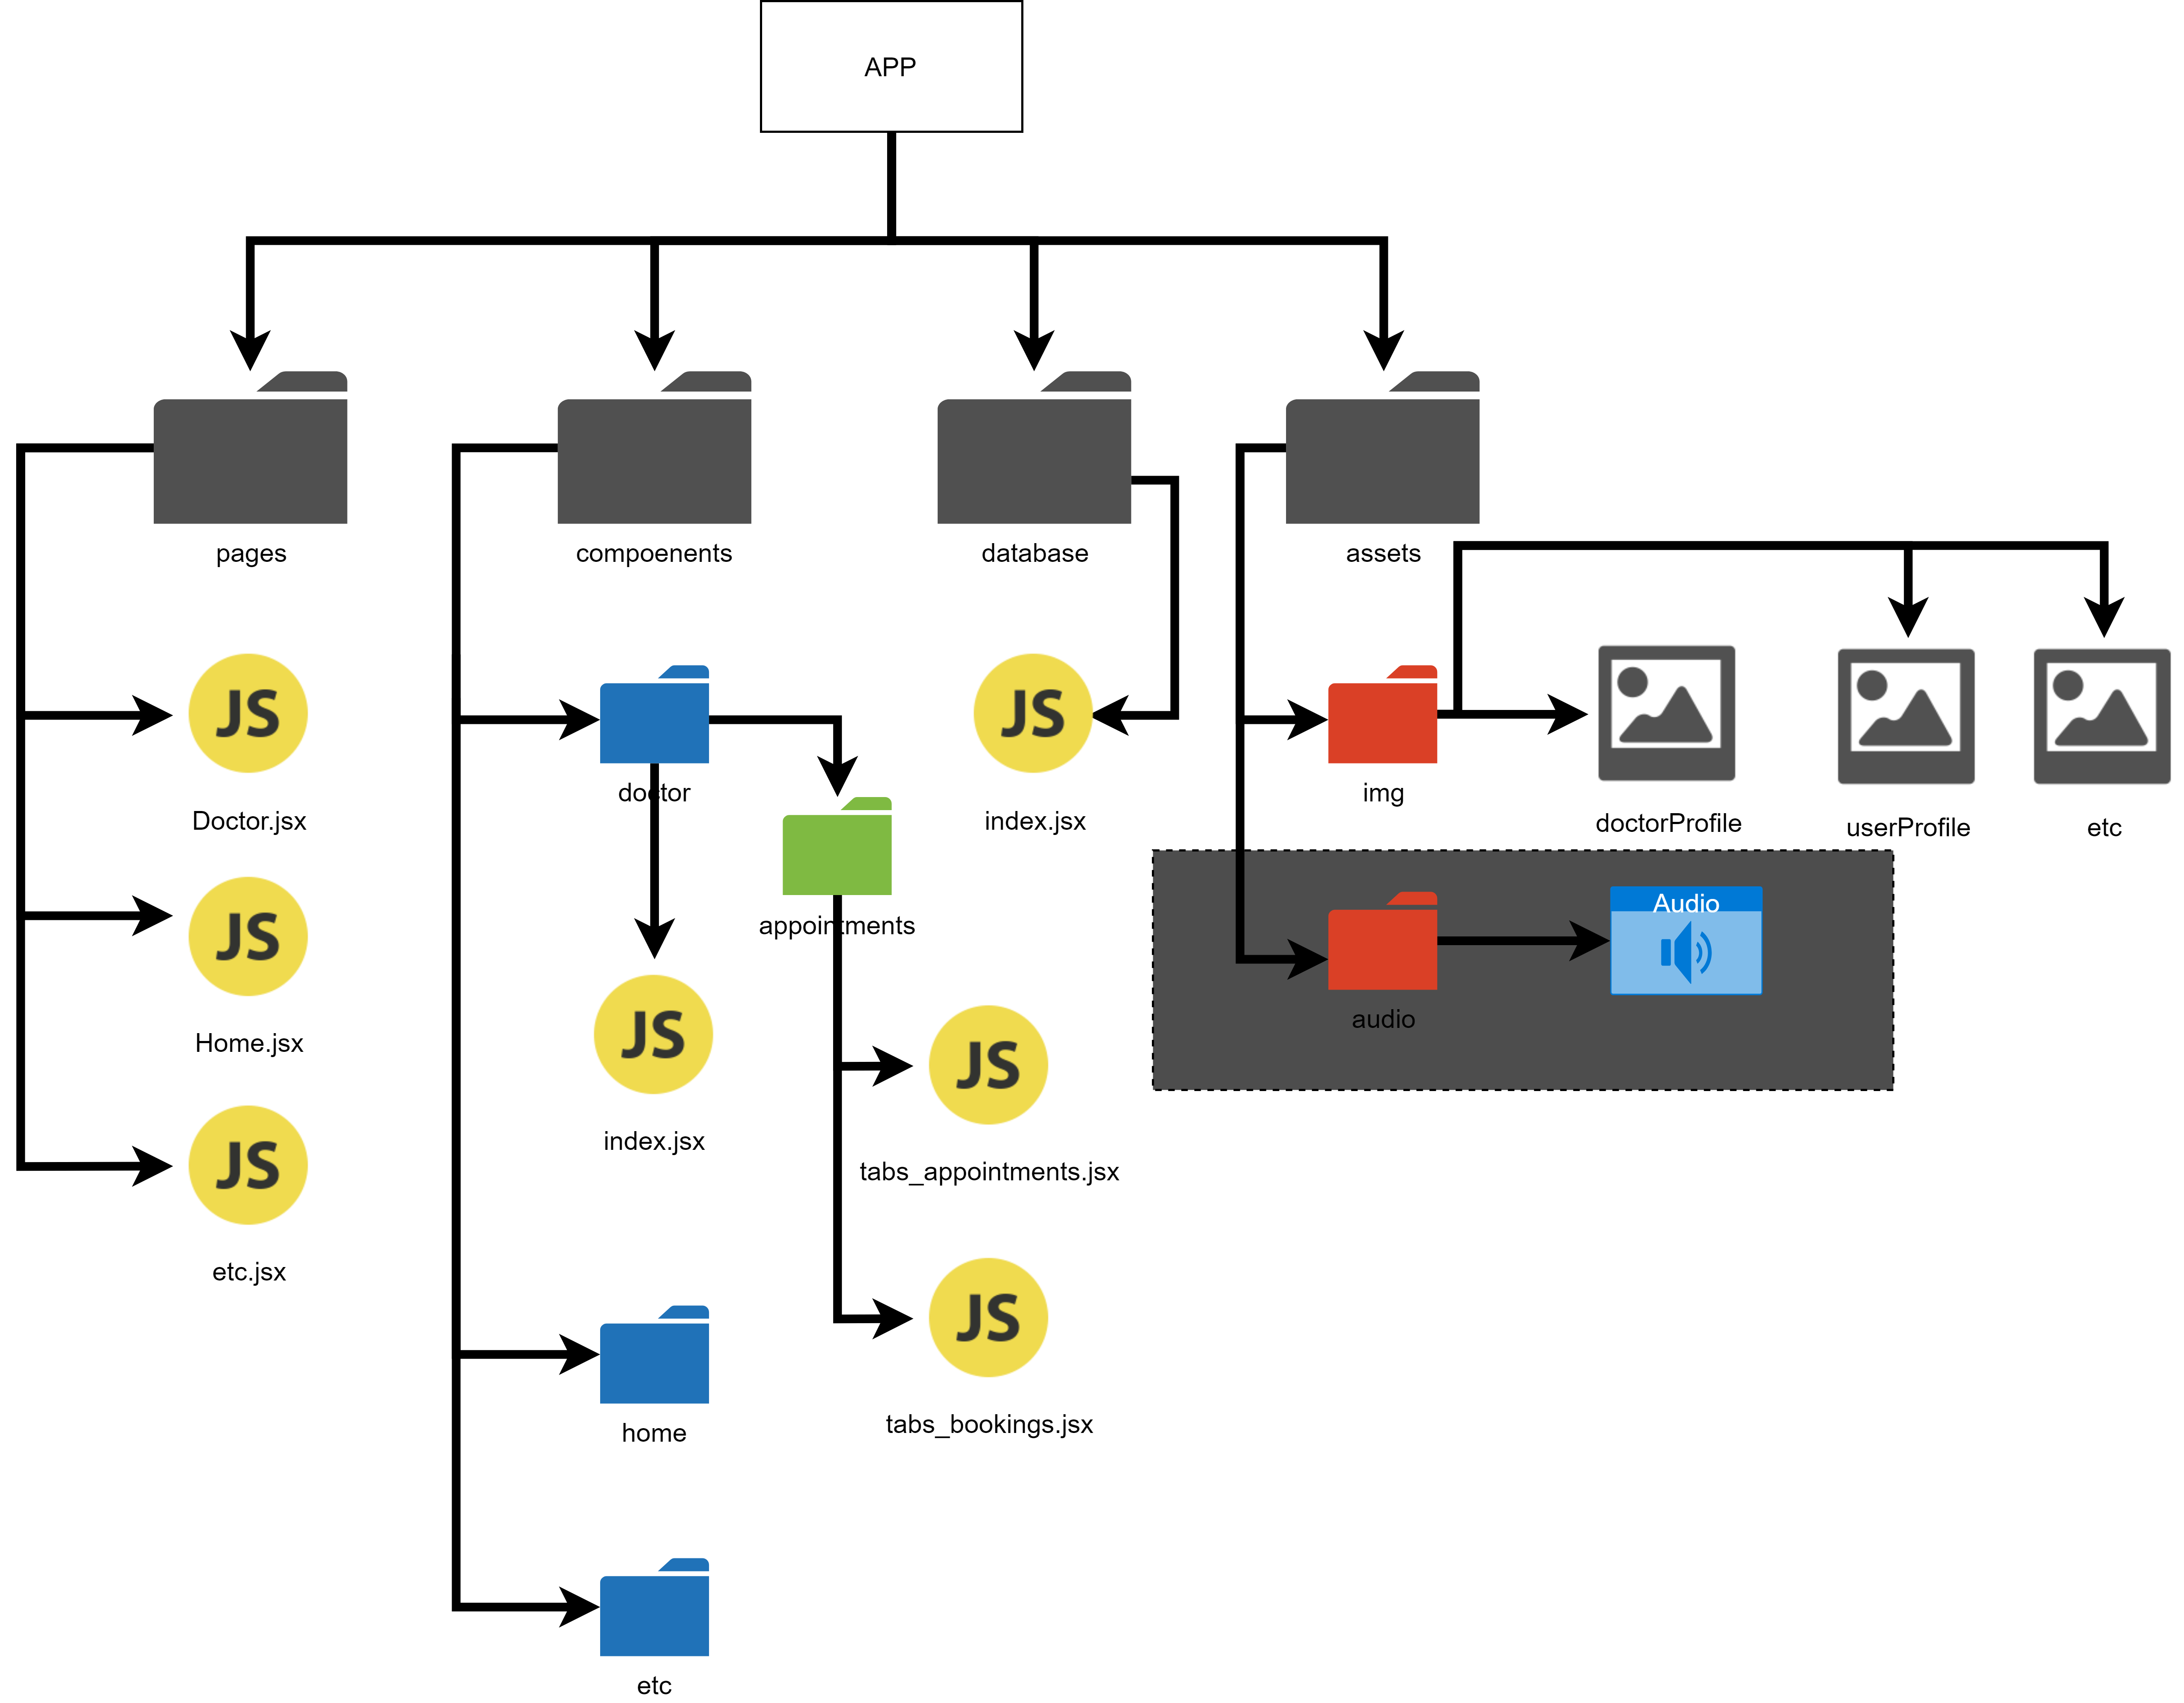 APP
pages
compoenents
database
assets
JS
Doctor.jsx
doctor
JS
index.jsx
img
doctorProfile
userProfile
etc
appointments
Audio
audio
JS
Home.jsx
JS
index.jsx
JS
tabs_appointments.jsx
JS
etc.jsx
JS
tabs_bookings.jsx
home
etc